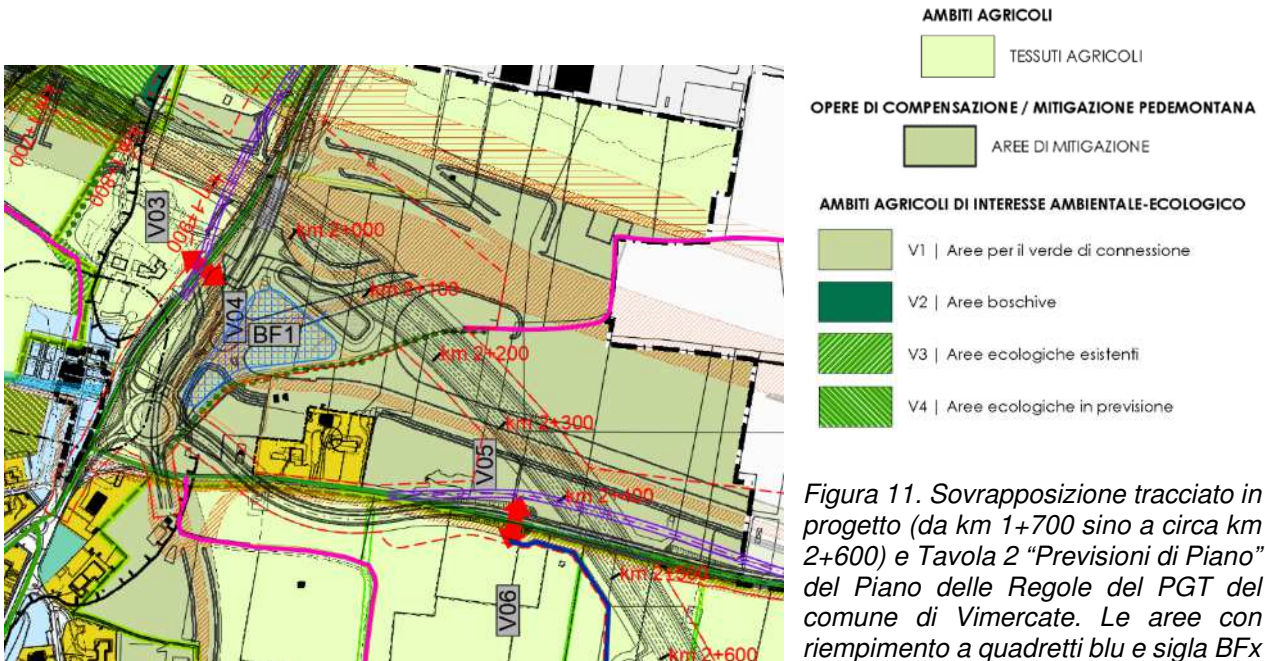 AMBITI AGRICOLI
TESSUTI AGRICOLI
OPERE DI COMPENSAZIONE / MITIGAZIONE PEDEMONTANA
AREE DI MITIGAZIONE
AMBITI AGRICOLI DI INTERESSE AMBIENTALE-ECOLOGICO
V1 | Aree per il verde di connessione
V2 | Aree boschive
V3 | Aree ecologiche esistenti
V4 | Aree ecologiche in previsione
V03
km 2+000
V04
km 2+100
BF1
km 2+200
km 2+300
V05
km 2+400
V06
km 2+600
Figura 11. Sovrapposizione tracciato in
progetto (da km 1+700 sino a circa km
2+600) e Tavola 2 “Previsioni di Piano”
del Piano delle Regole del PGT del
comune di Vimercate. Le aree con
riempimento a quadretti blu e sigla BFx